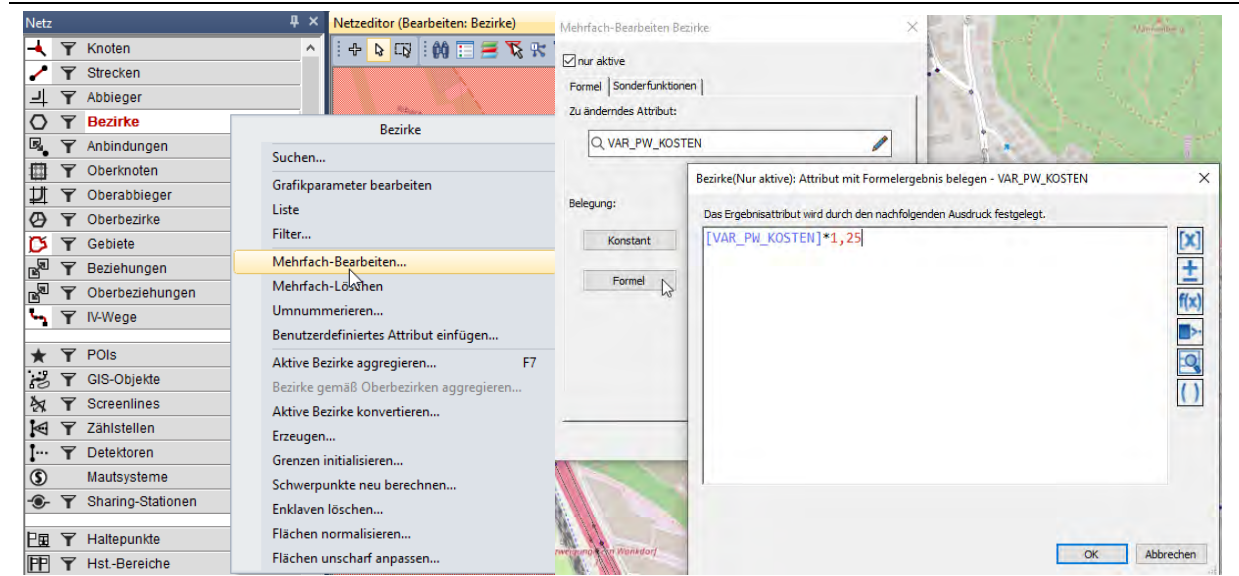 Netz
Knoten
Strecken
Abbieger
Bezirke
Anbindungen
Oberknoten
Oberabbieger
Oberbezirke
Gebiete
Beziehungen
Oberbeziehungen
IV-Wege
POIs
GIS-Objekte
Screenlines
Zählstellen
Detektoren
Mautsysteme
Sharing-Stationen
Haltepunkte
Hst.-Bereiche
Netzeditor (Bearbeiten: Bezirke)
Bezirke
Suchen...
Grafikparameter bearbeiten
Liste
Filter...
Mehrfach-Bearbeiten...
Mehrfach-Löschen
Umnummerieren...
Benutzerdefiniertes Attribut einfügen...
Aktive Bezirke aggregieren... F7
Bezirke gemäß Oberbezirken aggregieren...
Aktive Bezirke konvertieren...
Erzeugen...
Grenzen initialisieren...
Schwerpunkte neu berechnen...
Enklaven löschen...
Flächen normalisieren...
Flächen unscharf anpassen...
Mehrfach-Bearbeiten Bezirke
nur aktive
Formel Sonderfunktionen
Zu änderndes Attribut:
VAR_PW_KOSTEN
Belegung:
Konstant
Formel
Bezirke(Nur aktive): Attribut mit Formelergebnis belegen - VAR_PW_KOSTEN
Das Ergebnisattribut wird durch den nachfolgenden Ausdruck festgelegt.
[VAR_PW_KOSTEN]*1,25
[x]
±
f(x)
( )
OK Abbrechen